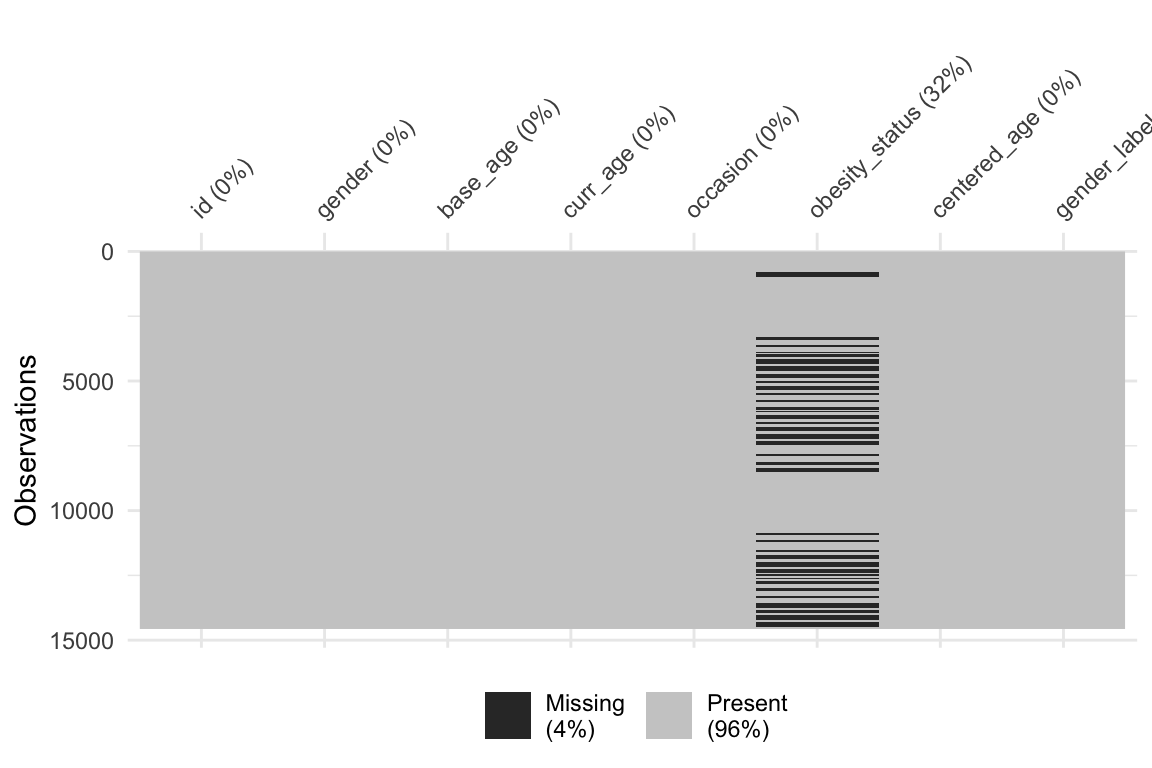 id (0%)
gender (0%)
base_age (0%)
curr_age (0%)
occasion (0%)
obesity_status (32%)
centered_age (0%)
gender_label
Observations
0
5000
10000
15000
Missing
(4%)
Present
(96%)